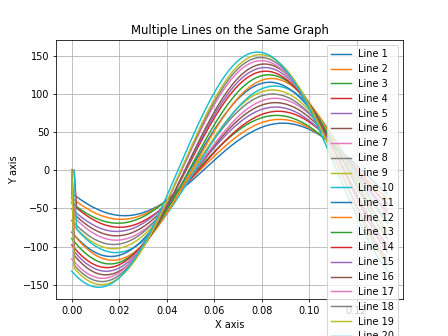 Multiple Lines on the Same Graph
Y axis
150
100
50
0
−50
−100
−150
0.00
0.02
0.04
0.06
0.08
0.10
X axis
Line 1
Line 2
Line 3
Line 4
Line 5
Line 6
Line 7
Line 8
Line 9
Line 10
Line 11
Line 12
Line 13
Line 14
Line 15
Line 16
Line 17
Line 18
Line 19
Line 20